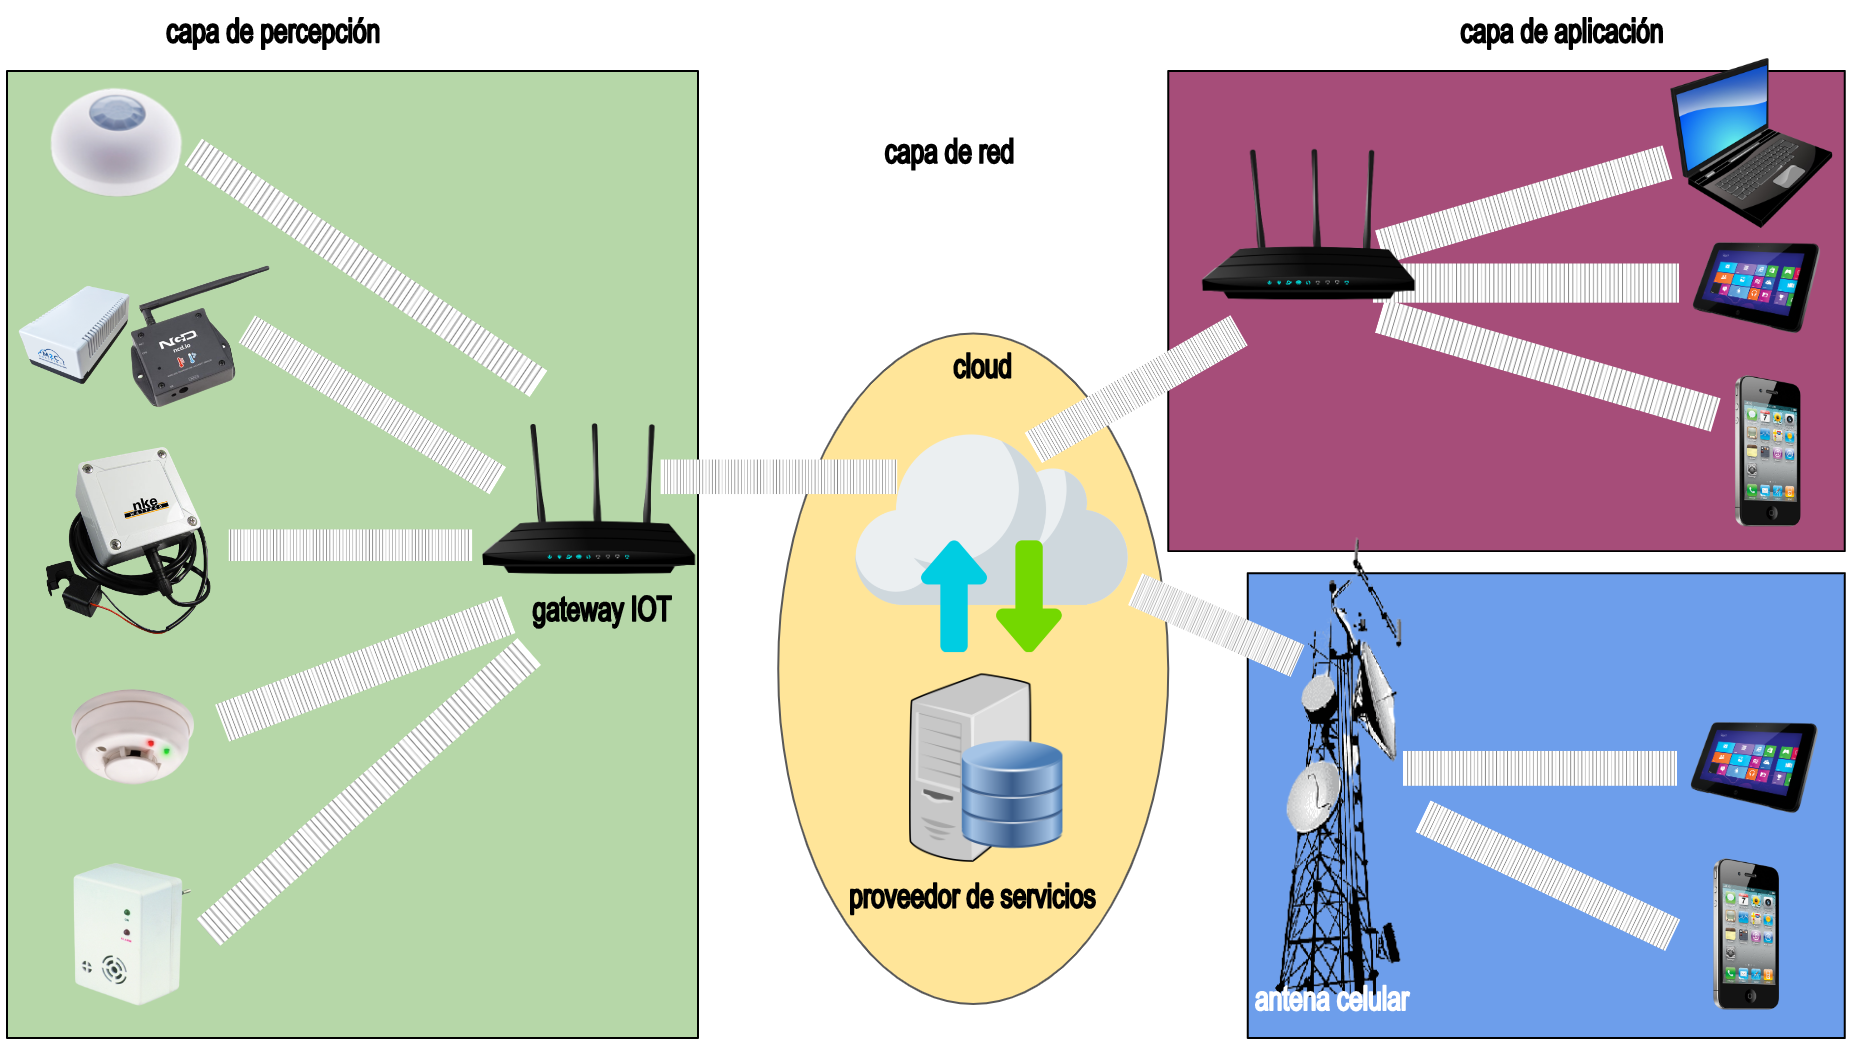 capa de percepción
capa de aplicación
capa de red
cloud
NCD
ncd.io
nke
gateway IOT
proveedor de servicios
antena celular